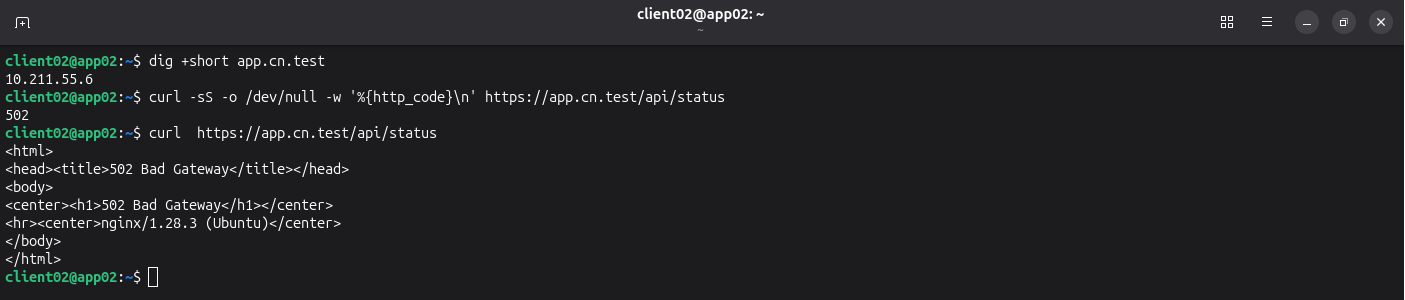 client02@app02: ~
~
client02@app02:~$ dig +short app.cn.test
10.211.55.6
client02@app02:~$ curl -sS -o /dev/null -w '%{http_code}\n' https://app.cn.test/api/status
502
client02@app02:~$ curl  https://app.cn.test/api/status
<html>
<head><title>502 Bad Gateway</title></head>
<body>
<center><h1>502 Bad Gateway</h1></center>
<hr><center>nginx/1.28.3 (Ubuntu)</center>
</body>
</html>
client02@app02:~$